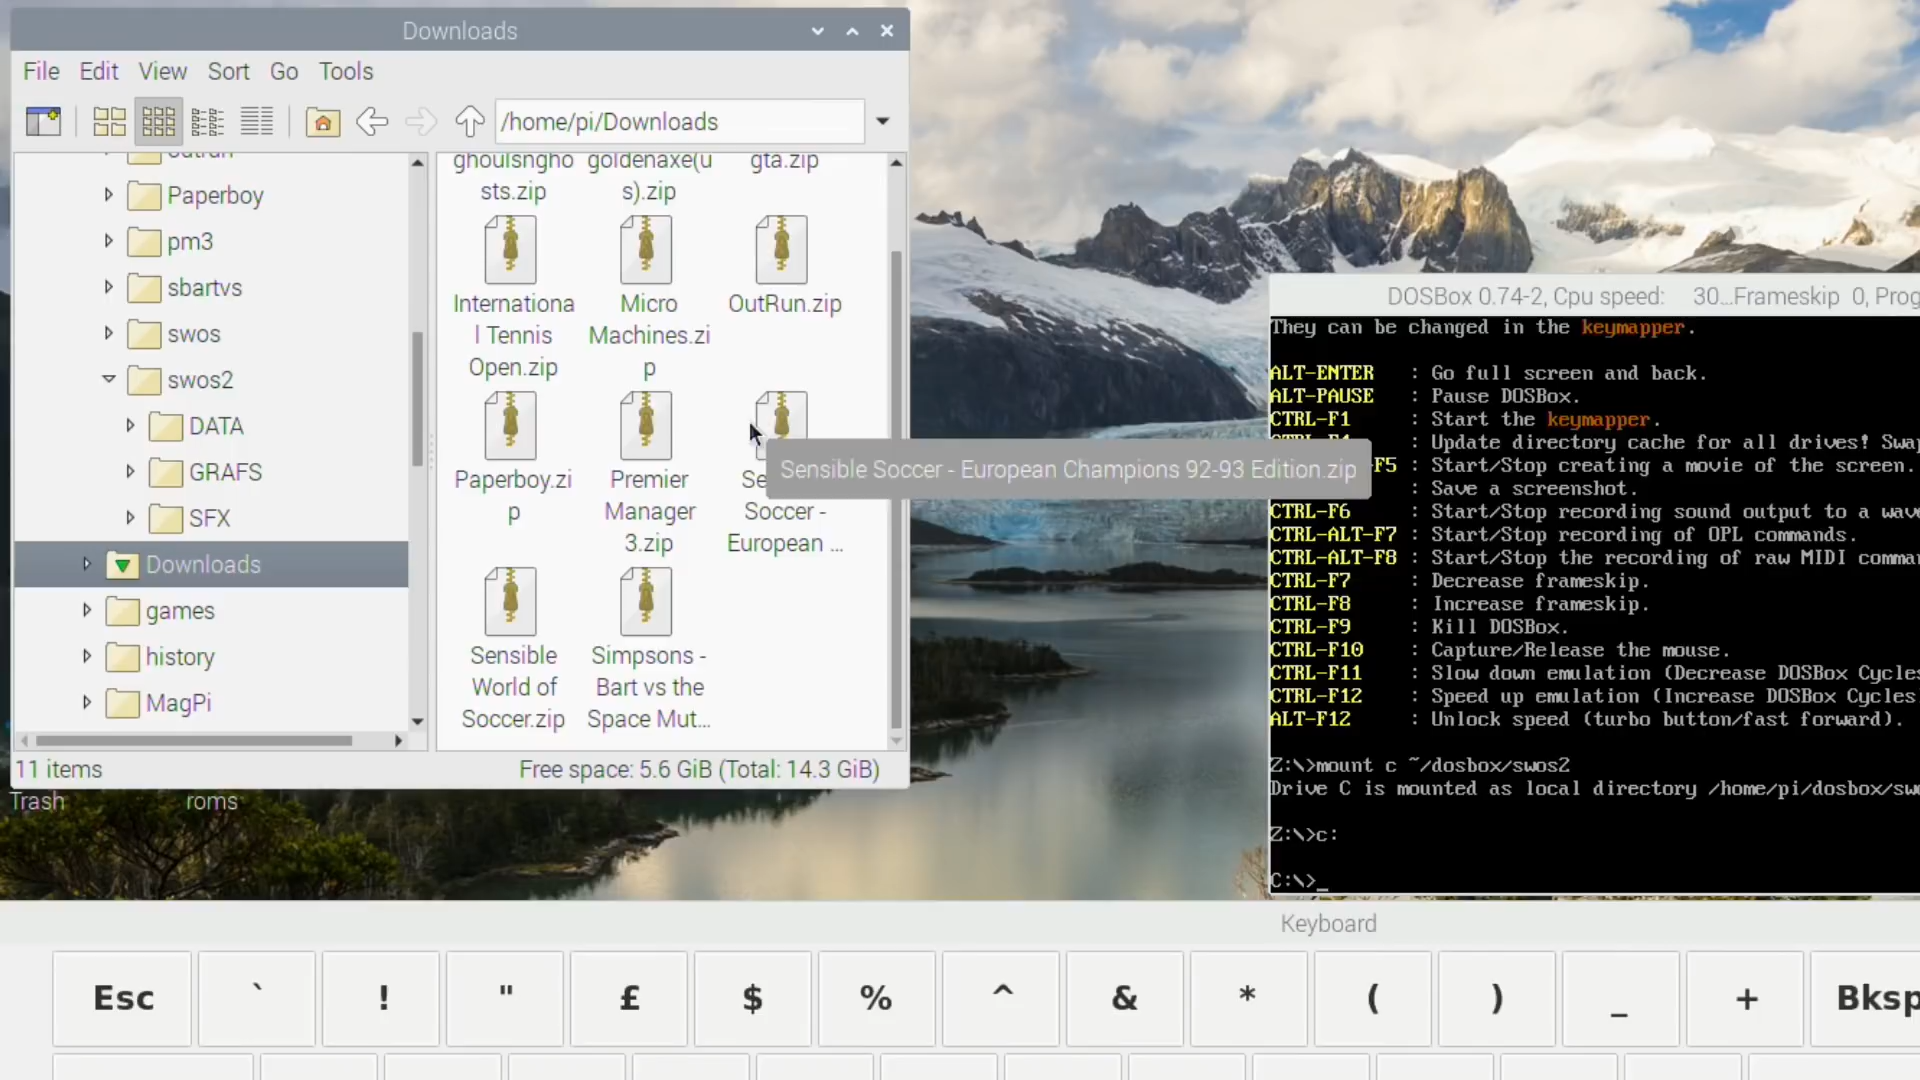 Downloads
File Edit View Sort Go Tools
/home/pi/Downloads
outrun
Paperboy
pm3
sbartvs
swos
swos2
DATA
GRAFS
SFX
Downloads
games
history
MagPi
ghoulsngho
sts.zip
goldenaxe(u
s).zip
gta.zip
Internationa
l Tennis
Open.zip
Micro
Machines.zi
p
OutRun.zip
Paperboy.zi
p
Premier
Manager
3.zip
Se
Soccer -
European ...
Sensible Soccer - European Champions 92-93 Edition.zip
Sensible
World of
Soccer.zip
Simpsons -
Bart vs the
Space Mut...
11 items
Free space: 5.6 GiB (Total: 14.3 GiB)
Trash
roms
DOSBox 0.74-2, Cpu speed: 30...Frameskip 0, Prog
They can be changed in the keymapper.
ALT-ENTER : Go full screen and back.
ALT-PAUSE : Pause DOSBox.
CTRL-F1 : Start the keymapper.
: Update directory cache for all drives! Swap
F5 : Start/Stop creating a movie of the screen.
: Save a screenshot.
CTRL-F6 : Start/Stop recording sound output to a wave
CTRL-ALT-F7 : Start/Stop recording of OPL commands.
CTRL-ALT-F8 : Start/Stop the recording of raw MIDI comman
CTRL-F7 : Decrease frameskip.
CTRL-F8 : Increase frameskip.
CTRL-F9 : Kill DOSBox.
CTRL-F10 : Capture/Release the mouse.
CTRL-F11 : Slow down emulation (Decrease DOSBox Cycles
CTRL-F12 : Speed up emulation (Increase DOSBox Cycles
ALT-F12 : Unlock speed (turbo button/fast forward).
Z:\>mount c ~/dosbox/swos2
Drive C is mounted as local directory /home/pi/dosbox/swo
Z:\>c:
C:\>_
Keyboard
Esc ` ! " £ $ % ^ & * ( ) _ + Bksp